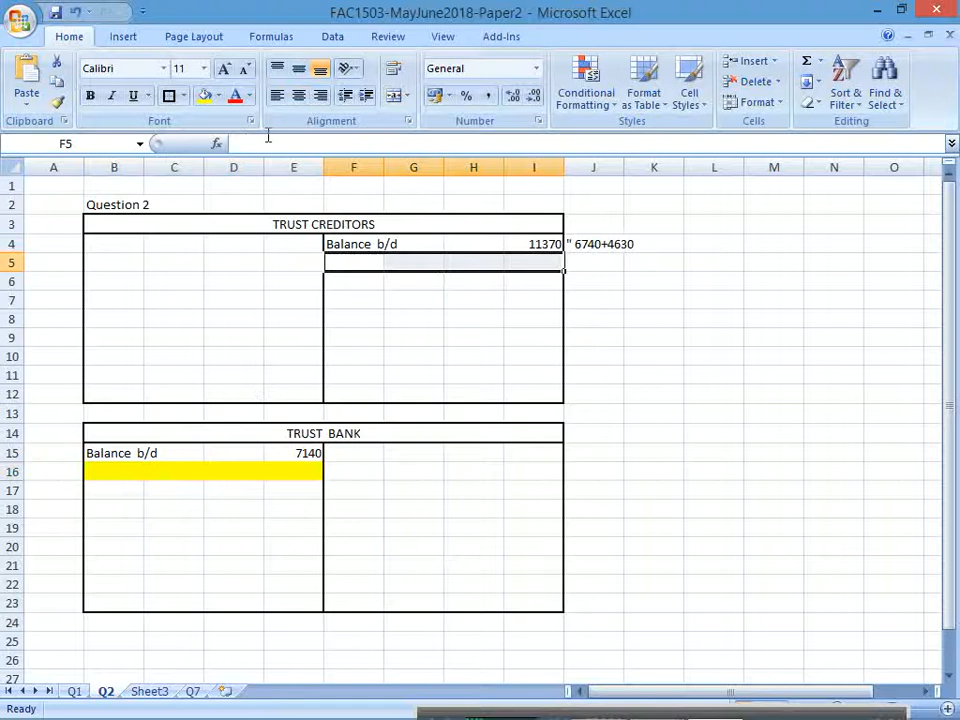 FAC1503-MayJune2018-Paper2 - Microsoft Excel
Home Insert Page Layout Formulas Data Review View Add-Ins
Calibri 11 A A General Insert Σ
Paste B I U A % , .0 .00 .00 .0 Conditional Formatting Format as Table Cell Styles Delete Format Sort & Filter Find & Select
Clipboard Font Alignment Number Styles Cells Editing
F5 fx
A B C D E F G H I J K L M N O
1
2 Question 2
3 TRUST CREDITORS
4 Balance b/d 11370 " 6740+4630
5
6
7
8
9
10
11
12
13
14 TRUST BANK
15 Balance b/d 7140
16
17
18
19
20
21
22
23
24
25
26
27
Q1 Q2 Sheet3 Q7
Ready